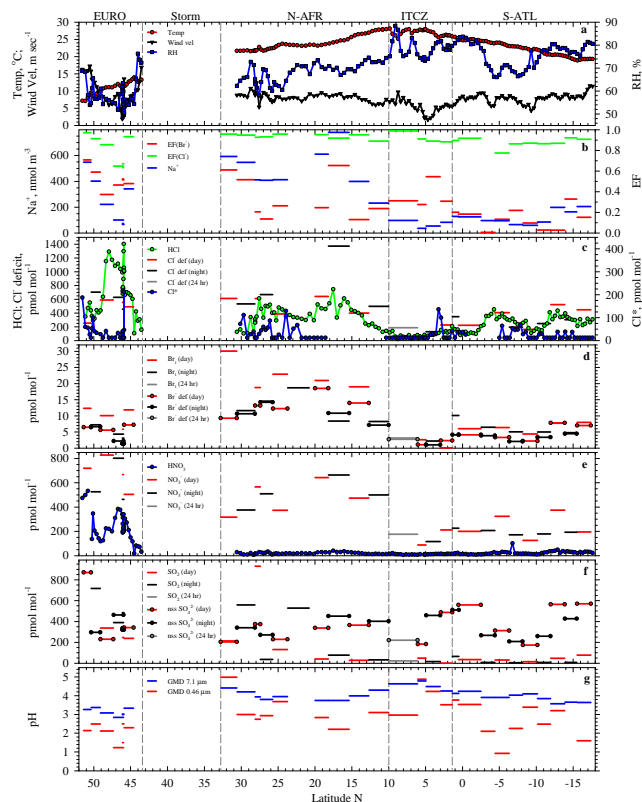 EURO Storm N-AFR ITCZ S-ATL
a
Temp, °C;
Wind Vel, m sec⁻¹
30
25
20
15
10
5
0
Temp
Wind vel
RH
90
80
70
60
50
RH, %
b
Na⁺, nmol m⁻³
600
400
200
0
EF(Br⁻)
EF(Cl⁻)
Na⁺
1.0
0.8
0.6
0.4
0.2
0.0
EF
c
HCl; Cl⁻ deficit,
pmol mol⁻¹
1400
1200
1000
800
600
400
200
0
HCl
Cl⁻ def (day)
Cl⁻ def (night)
Cl⁻ def (24 hr)
Cl*
400
300
200
100
0
Cl*, pmol mol⁻¹
d
pmol mol⁻¹
30
25
20
15
10
5
0
Brₜ (day)
Brₜ (night)
Brₜ (24 hr)
Br⁻ def (day)
Br⁻ def (night)
Br⁻ def (24 hr)
e
pmol mol⁻¹
800
600
400
200
0
HNO₃
NO₃⁻ (day)
NO₃⁻ (night)
NO₃⁻ (24 hr)
f
pmol mol⁻¹
800
600
400
200
0
SO₂ (day)
SO₂ (night)
SO₂ (24 hr)
nss SO₄²⁻ (day)
nss SO₄²⁻ (night)
nss SO₄²⁻ (24 hr)
g
pH
5
4
3
2
1
0
GMD 7.1 μm
GMD 0.46 μm
50 45 40 35 30 25 20 15 10 5 0 -5 -10 -15
Latitude N